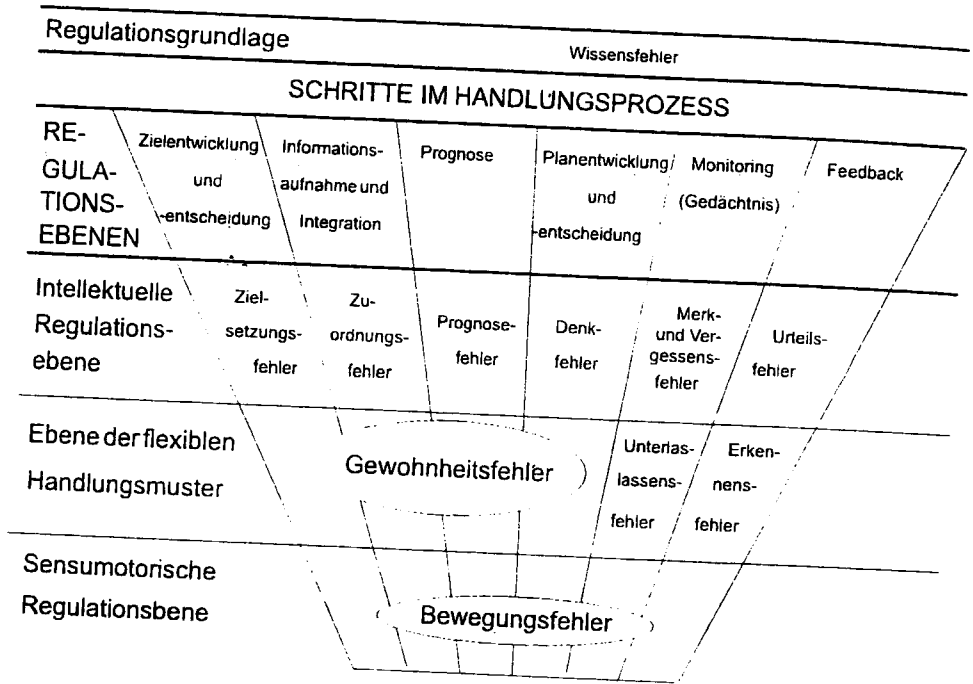 Regulationsgrundlage Wissensfehler
SCHRITTE IM HANDLUNGSPROZESS
RE-
GULA-
TIONS-
EBENEN
Zielentwicklung
und
-entscheidung
Informations-
aufnahme und
Integration
Prognose
Planentwicklung
und
-entscheidung
Monitoring
(Gedächtnis)
Feedback
Intellektuelle
Regulations-
ebene
Ziel-
setzungs-
fehler
Zu-
ordnungs-
fehler
Prognose-
fehler
Denk-
fehler
Merk-
und Ver-
gessens-
fehler
Urteils-
fehler
Ebene der flexiblen
Handlungsmuster
Gewohnheitsfehler
Unterlas-
lassens-
fehler
Erken-
nens-
fehler
Sensumotorische
Regulationsbene
Bewegungsfehler